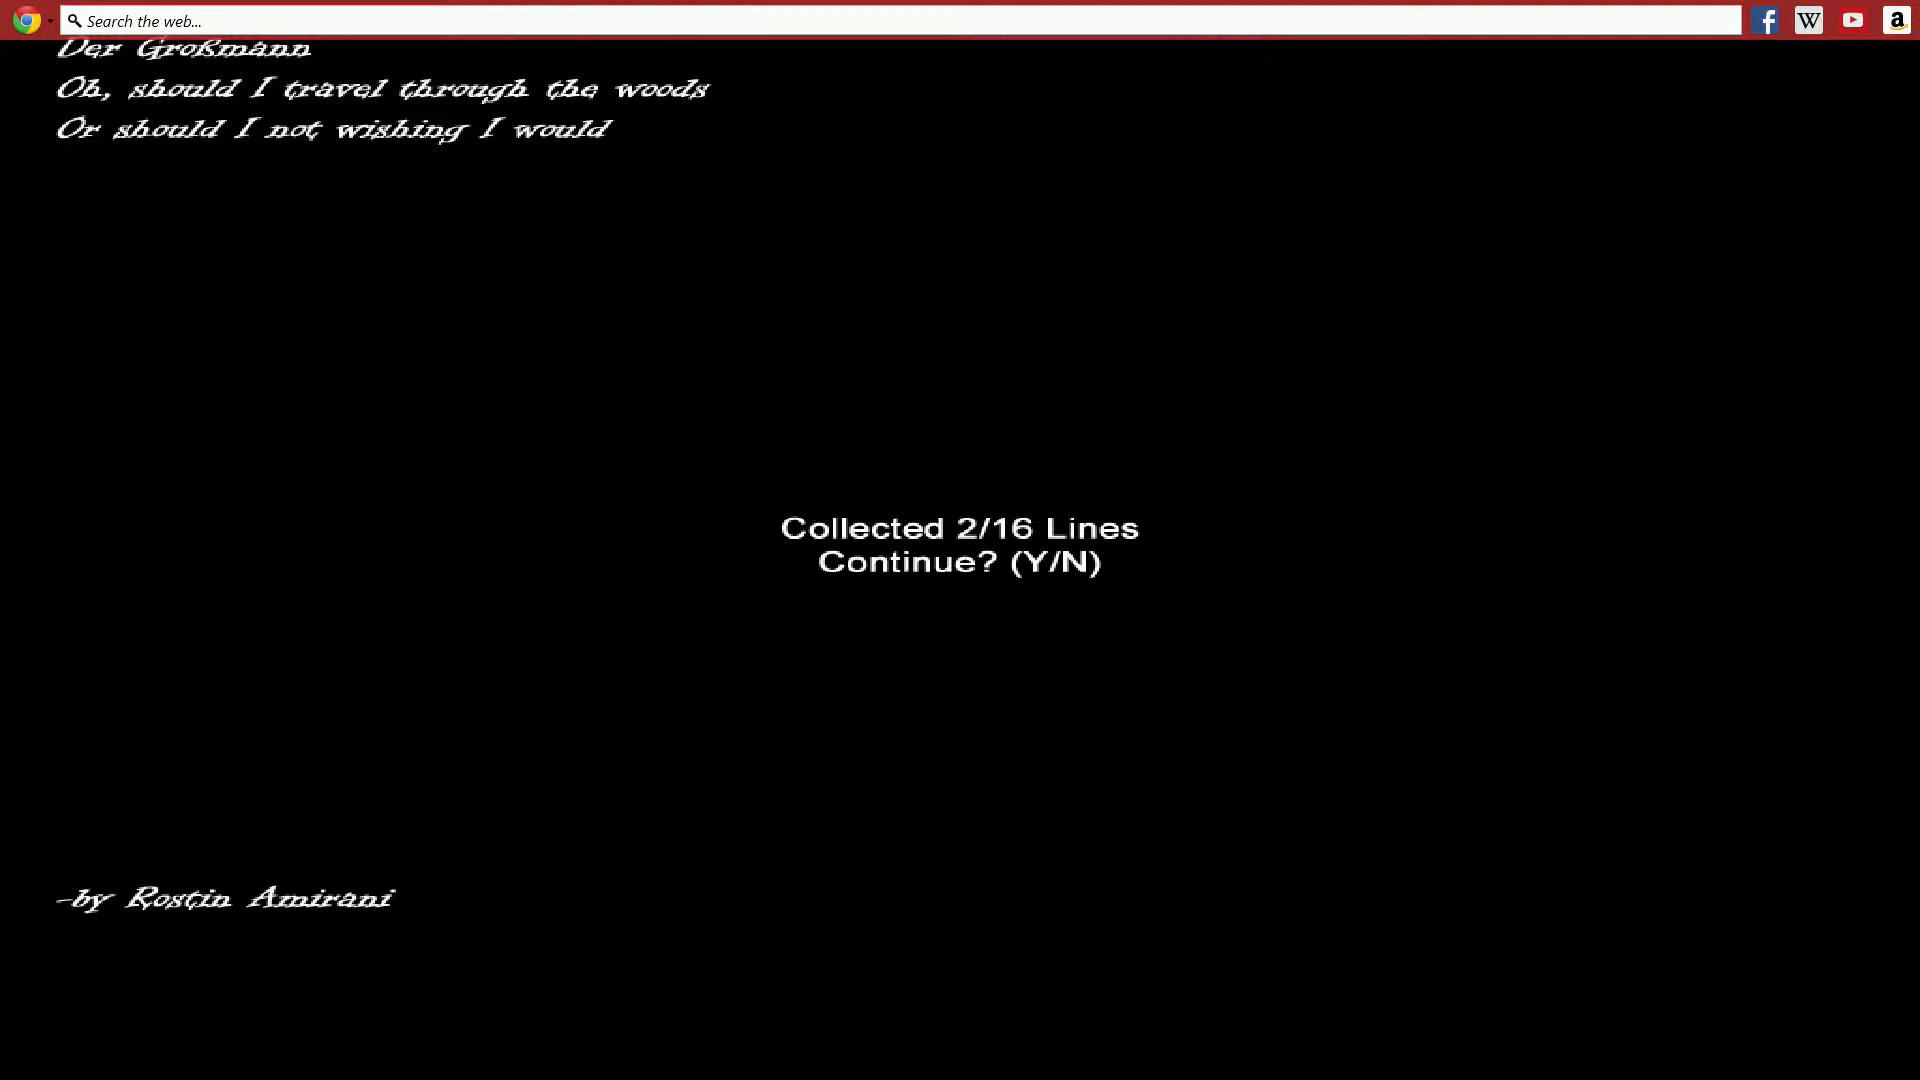 Search the web...
Der Großmann
Oh, should I travel through the woods
Or should I not wishing I would
Collected 2/16 Lines
Continue? (Y/N)
-by Rostin Amirani